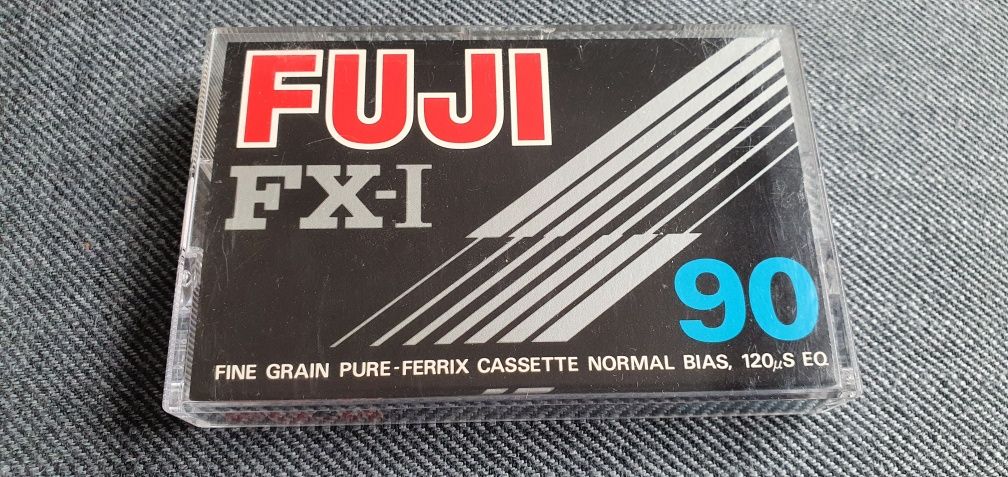 FUJI
FX-I
90
FINE GRAIN PURE-FERRIX CASSETTE NORMAL BIAS, 120μS EQ